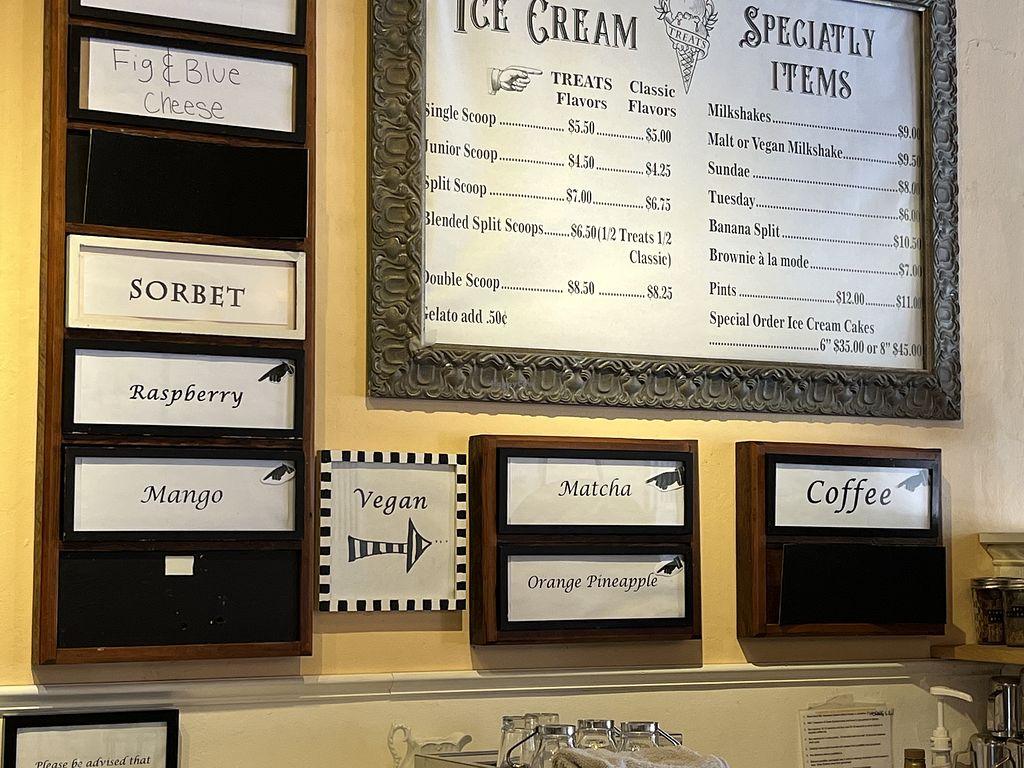 Fig & Blue
Cheese
SORBET
Raspberry
Mango
Vegan
Matcha
Orange Pineapple
Coffee
ICE CREAM
TREATS
SPECIATLY
ITEMS
TREATS Classic
Flavors Flavors
Single Scoop ................ $5.50 ............ $5.00
Junior Scoop ................ $4.50 ............ $4.25
Split Scoop ................ $7.00 ............ $6.75
Blended Split Scoops........$6.50(1/2 Treats 1/2
Classic)
Double Scoop ................ $8.50 ............ $8.25
Gelato add .50¢
Milkshakes................................$9.00
Malt or Vegan Milkshake................$9.50
Sundae................................$8.00
Tuesday................................$6.00
Banana Split................................$10.50
Brownie à la mode................................$7.00
Pints........................$12.00..........$11.00
Special Order Ice Cream Cakes
................................6” $35.00 or 8” $45.00
Please be advised that